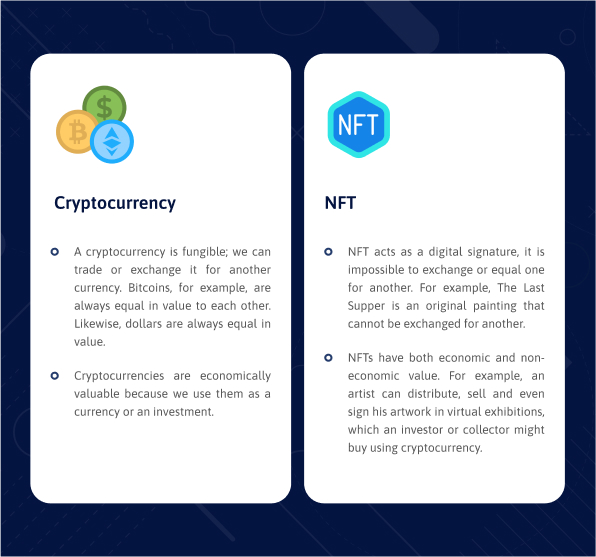 NFT
Cryptocurrency
A cryptocurrency is fungible; we can
trade or exchange it for another
currency. Bitcoins, for example, are
always equal in value to each other.
Likewise, dollars are always equal in
value.
Cryptocurrencies are economically
valuable because we use them as a
currency or an investment.
NFT
NFT acts as a digital signature, it is
impossible to exchange or equal one
for another. For example, The Last
Supper is an original painting that
cannot be exchanged for another.
NFTs have both economic and non-
economic value. For example, an
artist can distribute, sell and even
sign his artwork in virtual exhibitions,
which an investor or collector might
buy using cryptocurrency.